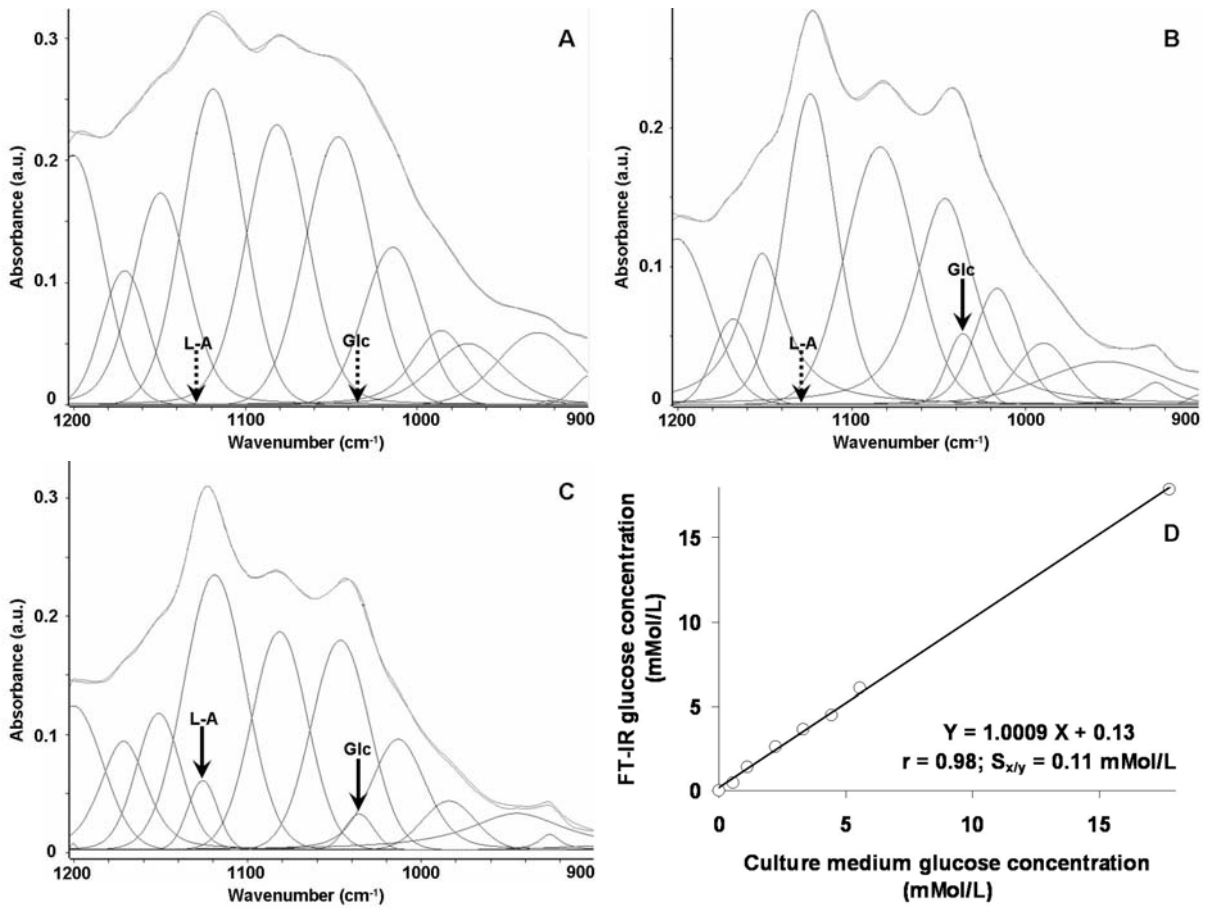 A
0.3
0.2
0.1
0
Absorbance (a.u.)
L-A
Glc
1200
1100
1000
900
Wavenumber (cm⁻¹)
B
0.2
0.1
0
Absorbance (a.u.)
Glc
L-A
1200
1100
1000
900
Wavenumber (cm⁻¹)
C
0.3
0.2
0.1
0
Absorbance (a.u.)
L-A
Glc
1200
1100
1000
900
Wavenumber (cm⁻¹)
D
15
10
5
0
FT-IR glucose concentration
(mMol/L)
Y = 1.0009 X + 0.13
r = 0.98; Sx/y = 0.11 mMol/L
0
5
10
15
Culture medium glucose concentration
(mMol/L)